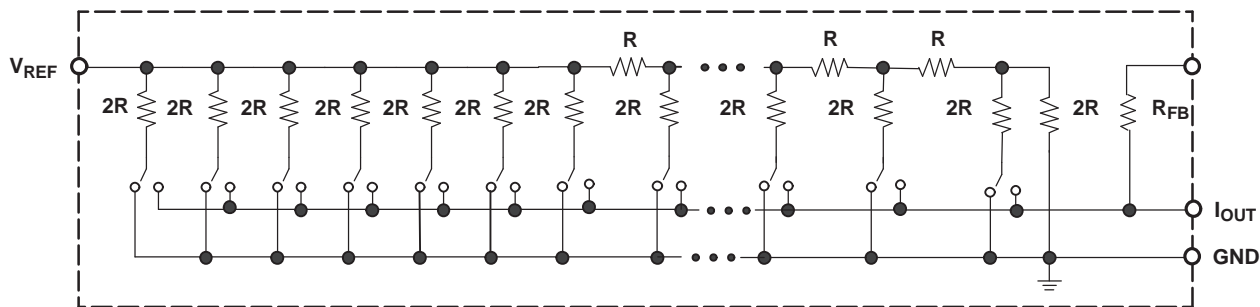 R R R
V_REF
2R 2R 2R 2R 2R 2R 2R 2R 2R 2R 2R 2R R_FB
I_OUT
GND